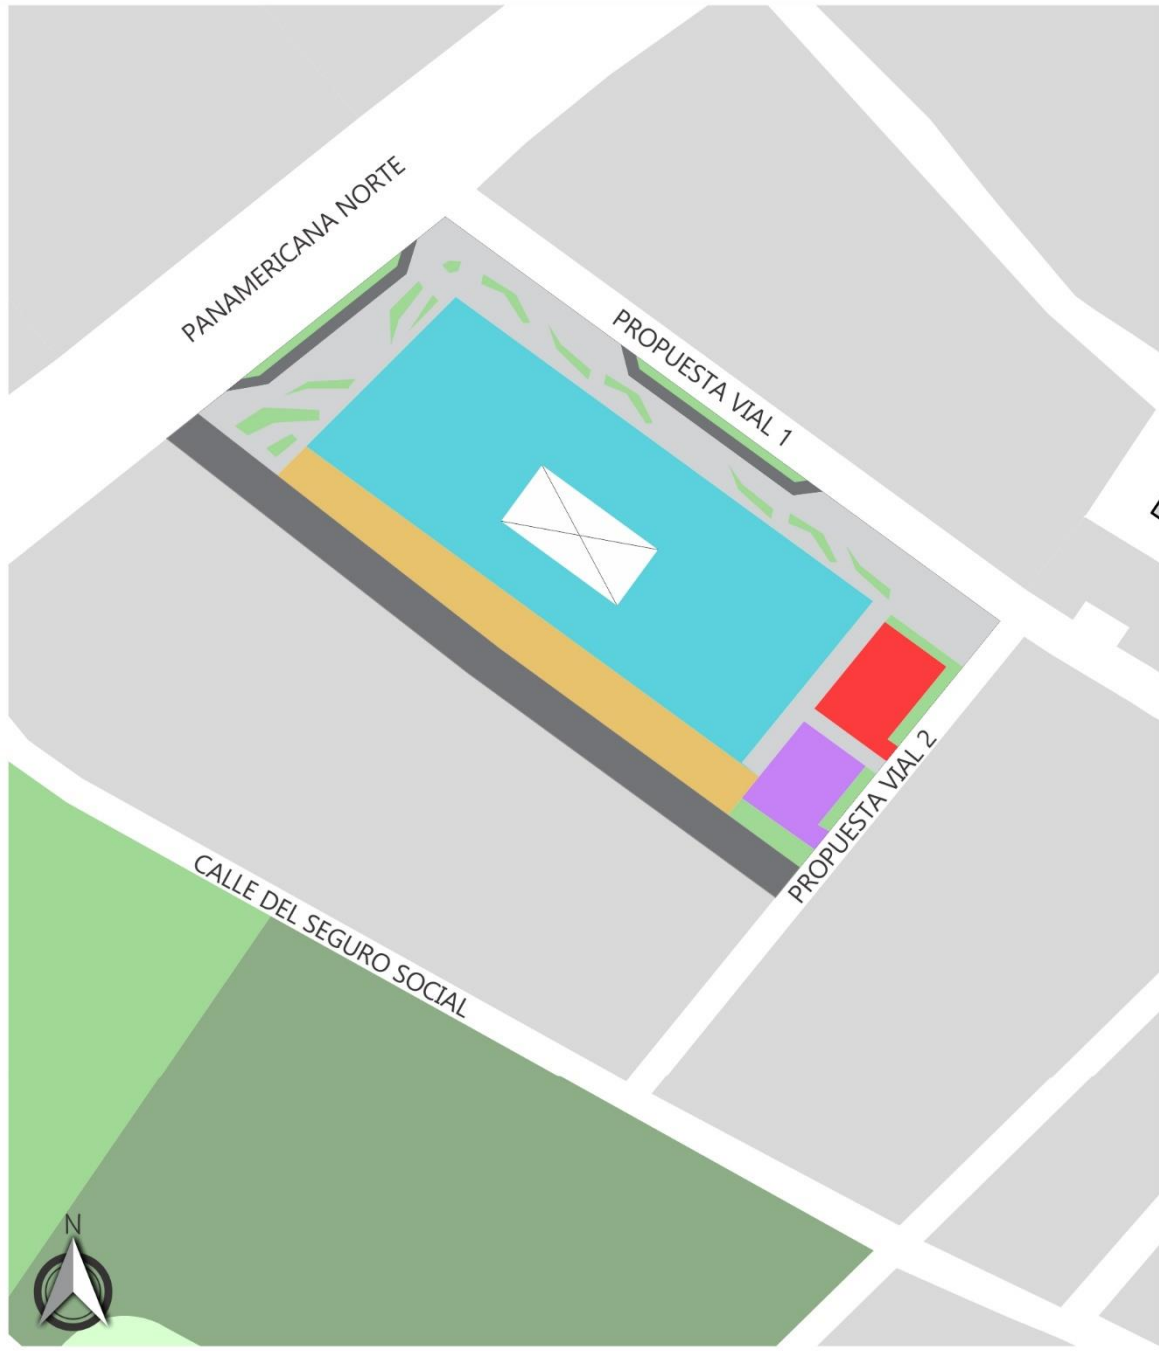 PANAMERICANA NORTE
PROPUESTA VIAL 1
PROPUESTA VIAL 2
CALLE DEL SEGURO SOCIAL
N